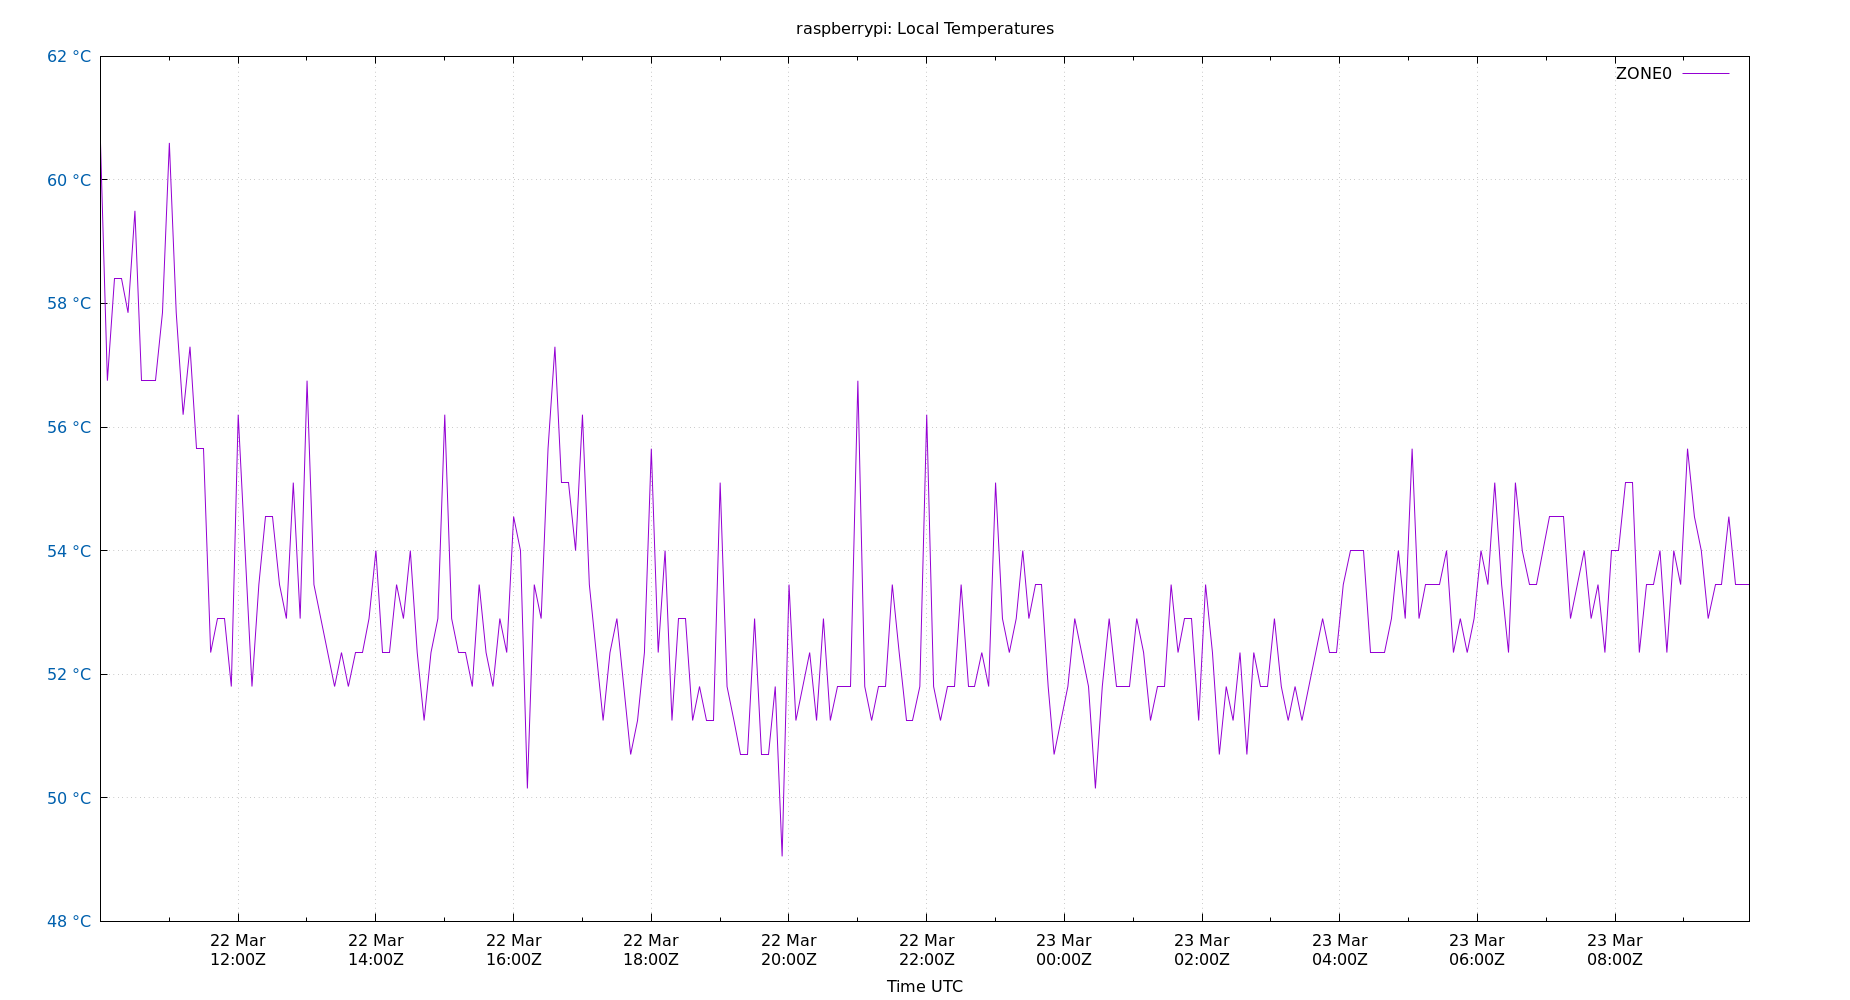 raspberrypi: Local Temperatures
62 °C
ZONE0
60 °C
58 °C
56 °C
54 °C
52 °C
50 °C
48 °C
22 Mar 22 Mar 22 Mar 22 Mar 22 Mar 22 Mar 23 Mar 23 Mar 23 Mar 23 Mar 23 Mar
12:00Z 14:00Z 16:00Z 18:00Z 20:00Z 22:00Z 00:00Z 02:00Z 04:00Z 06:00Z 08:00Z
Time UTC